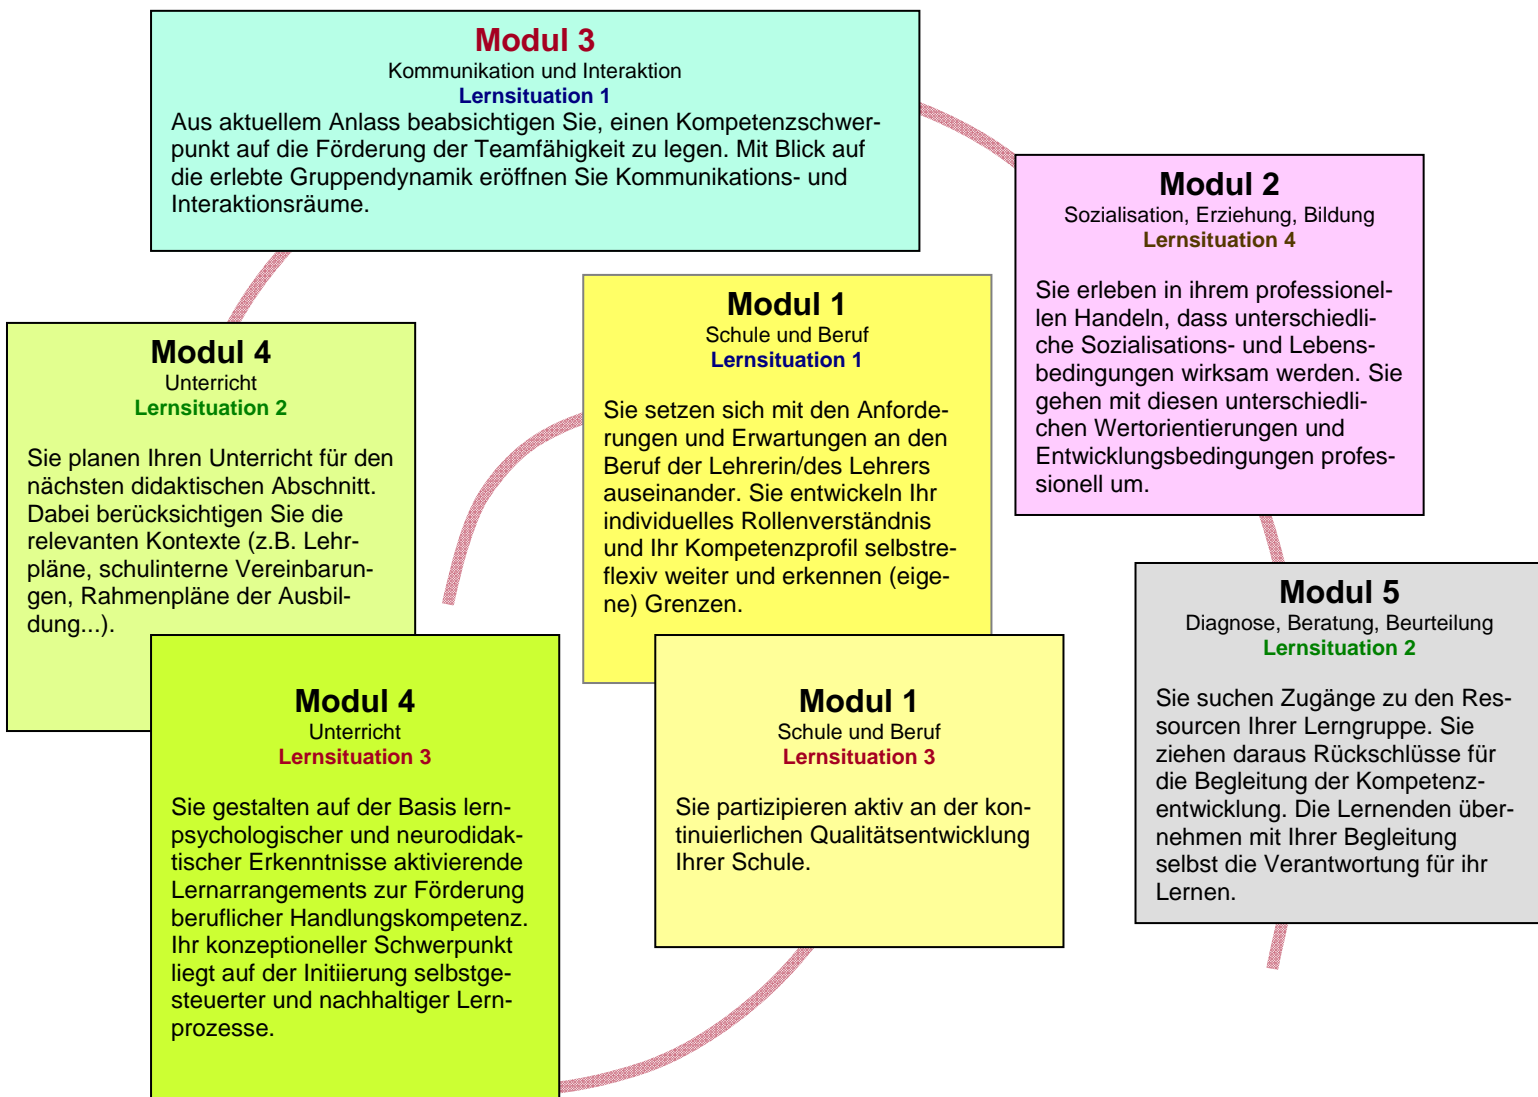 Modul 3
Kommunikation und Interaktion
Lernsituation 1
Aus aktuellem Anlass beabsichtigen Sie, einen Kompetenzschwer-
punkt auf die Förderung der Teamfähigkeit zu legen. Mit Blick auf
die erlebte Gruppendynamik eröffnen Sie Kommunikations- und
Interaktionsräume.
Modul 2
Sozialisation, Erziehung, Bildung
Lernsituation 4
Sie erleben in ihrem professionel-
len Handeln, dass unterschiedli-
che Sozialisations- und Lebens-
bedingungen wirksam werden. Sie
gehen mit diesen unterschiedli-
chen Wertorientierungen und
Entwicklungsbedingungen profes-
sionell um.
Modul 1
Schule und Beruf
Lernsituation 1
Sie setzen sich mit den Anforde-
rungen und Erwartungen an den
Beruf der Lehrerin/des Lehrers
auseinander. Sie entwickeln Ihr
individuelles Rollenverständnis
und Ihr Kompetenzprofil selbstre-
flexiv weiter und erkennen (eige-
ne) Grenzen.
Modul 4
Unterricht
Lernsituation 2
Sie planen Ihren Unterricht für den
nächsten didaktischen Abschnitt.
Dabei berücksichtigen Sie die
relevanten Kontexte (z.B. Lehr-
pläne, schulinterne Vereinbarun-
gen, Rahmenpläne der Ausbil-
dung...).
Modul 5
Diagnose, Beratung, Beurteilung
Lernsituation 2
Sie suchen Zugänge zu den Res-
sourcen Ihrer Lerngruppe. Sie
ziehen daraus Rückschlüsse für
die Begleitung der Kompetenz-
entwicklung. Die Lernenden über-
nehmen mit Ihrer Begleitung
selbst die Verantwortung für ihr
Lernen.
Modul 4
Unterricht
Lernsituation 3
Sie gestalten auf der Basis lern-
psychologischer und neurodidak-
tischer Erkenntnisse aktivierende
Lernarrangements zur Förderung
beruflicher Handlungskompetenz.
Ihr konzeptioneller Schwerpunkt
liegt auf der Initiierung selbstge-
steuerter und nachhaltiger Lern-
prozesse.
Modul 1
Schule und Beruf
Lernsituation 3
Sie partizipieren aktiv an der kon-
tinuierlichen Qualitätsentwicklung
Ihrer Schule.